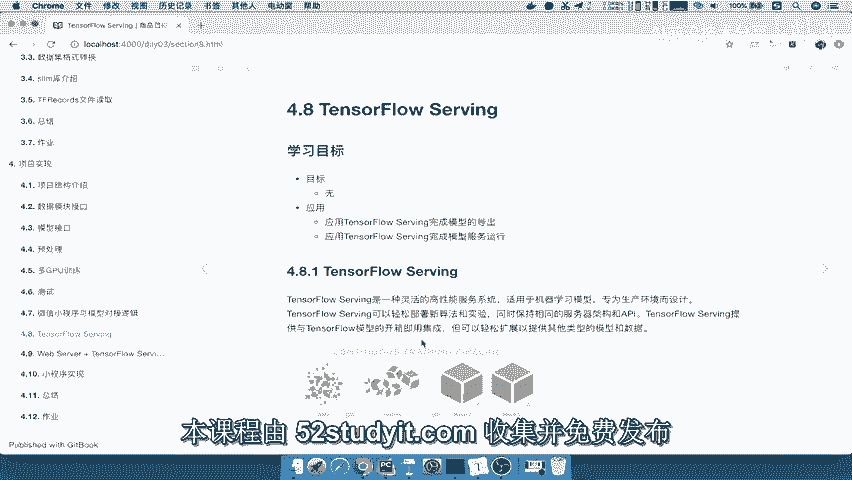 Chrome 文件 修改 视图 历史记录 书签 其他人 电动窗 帮助
100%
TensorFlow Serving | 商品目标
localhost:4000/day03/section8.html
3.3. 数据集格式转换
3.4. slim库介绍
3.5. TFRecords文件读取
3.6. 总结
3.7. 作业
4. 项目实现
4.1. 项目结构介绍
4.2. 数据模块接口
4.3. 模型接口
4.4. 预处理
4.5. 多GPU训练
4.6. 测试
4.7. 微信小程序与模型对接逻辑
4.8. TensorFlow Serving
4.9. Web Server + TensorFlow Servi...
4.10. 小程序实现
4.11. 总结
4.12. 作业
Published with GitBook
4.8 TensorFlow Serving
学习目标
目标
无
应用
应用TensorFlow Serving完成模型的导出
应用TensorFlow Serving完成模型服务运行
4.8.1 TensorFlow Serving
TensorFlow Serving是一种灵活的高性能服务系统，适用于机器学习模型，专为生产环境而设计。
TensorFlow Serving可以轻松部署新算法和实验，同时保持相同的服务器架构和API。TensorFlow Serving提
供与TensorFlow模型的开箱即用集成，但可以轻松扩展以提供其他类型的模型和数据。
本课程由 52studyit.com 收集并免费发布